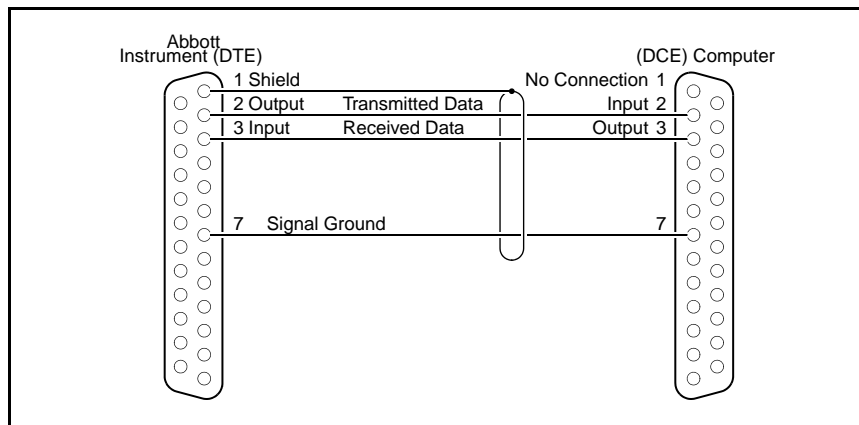 Abbott
Instrument (DTE)
(DCE) Computer
1 Shield
No Connection 1
2 Output Transmitted Data
Input 2
3 Input Received Data
Output 3
7 Signal Ground
7